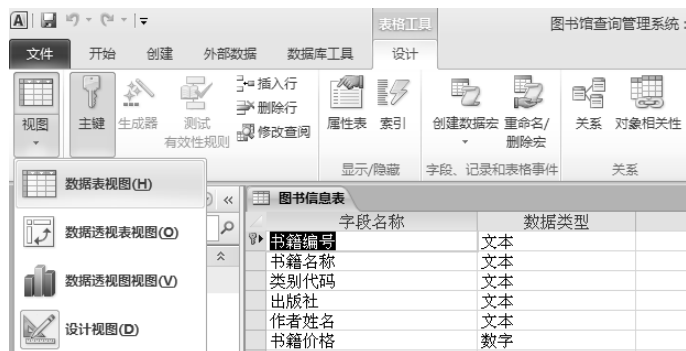 A
表格工具
图书馆查询管理系统:
文件 开始 创建 外部数据 数据库工具 设计
视图 主键 生成器 测试有效性规则 插入行 删除行 修改查阅 属性表 索引 创建数据宏 重命名/删除宏 关系 对象相关性
显示/隐藏 字段、记录和表格事件 关系
数据表视图(H)
数据透视表视图(O)
数据透视图视图(V)
设计视图(D)
«
图书信息表
字段名称 数据类型
书籍编号 文本
书籍名称 文本
类别代码 文本
出版社 文本
作者姓名 文本
书籍价格 数字